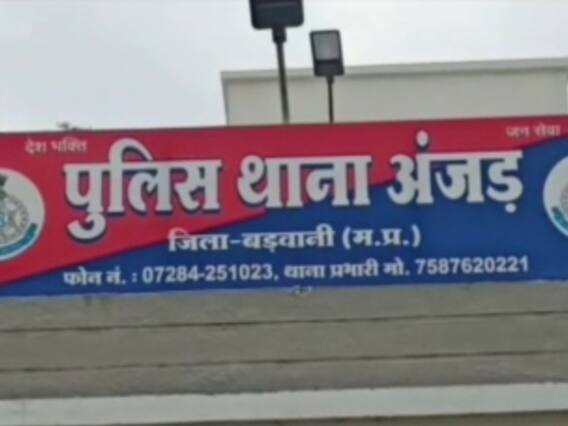 देश भक्ति
जन सेवा
पुलिस थाना अंजड़
जिला-बड़वानी (म.प्र.)
फोन नं. : 07284-251023, थाना प्रभारी मो. 7587620221